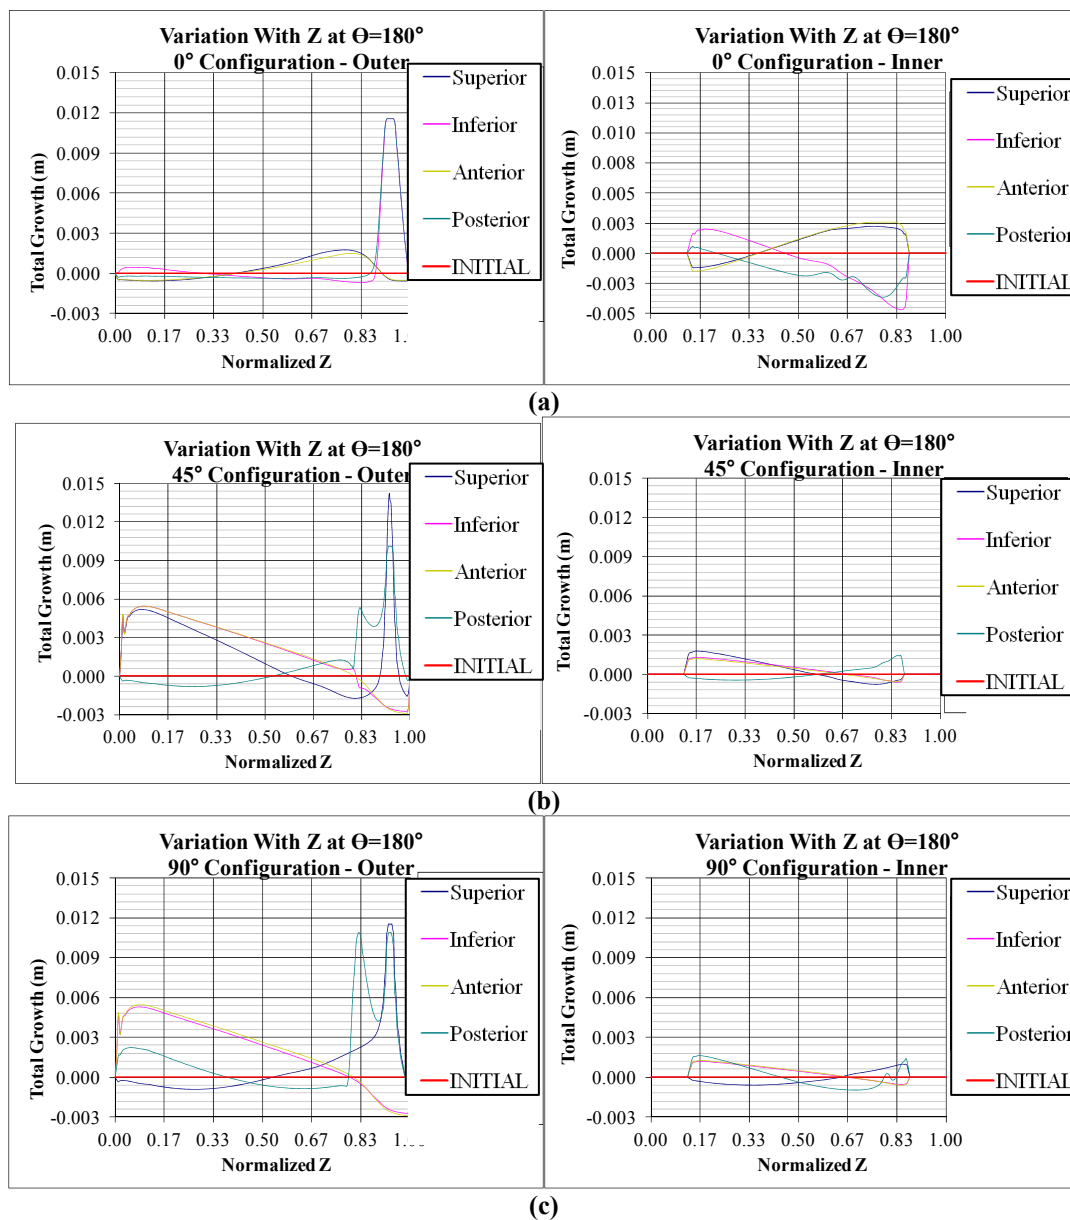 Variation With Z at Ө=180°
0° Configuration - Outer
Total Growth (m)
0.015
0.012
0.009
0.006
0.003
0.000
-0.003
0.00 0.17 0.33 0.50 0.67 0.83 1.0
Normalized Z
Superior
Inferior
Anterior
Posterior
INITIAL
Variation With Z at Ө=180°
0° Configuration - Inner
Total Growth (m)
0.015
0.013
0.010
0.008
0.005
0.003
0.000
-0.003
-0.005
0.00 0.17 0.33 0.50 0.67 0.83 1.00
Normalized Z
Superior
Inferior
Anterior
Posterior
INITIAL
(a)
Variation With Z at Ө=180°
45° Configuration - Outer
Total Growth (m)
0.015
0.012
0.009
0.006
0.003
0.000
-0.003
0.00 0.17 0.33 0.50 0.67 0.83 1.00
Normalized Z
Superior
Inferior
Anterior
Posterior
INITIAL
Variation With Z at Ө=180°
45° Configuration - Inner
Total Growth (m)
0.015
0.012
0.009
0.006
0.003
0.000
-0.003
0.00 0.17 0.33 0.50 0.67 0.83 1.00
Normalized Z
Superior
Inferior
Anterior
Posterior
INITIAL
(b)
Variation With Z at Ө=180°
90° Configuration - Outer
Total Growth (m)
0.015
0.012
0.009
0.006
0.003
0.000
-0.003
0.00 0.17 0.33 0.50 0.67 0.83 1.00
Normalized Z
Superior
Inferior
Anterior
Posterior
INITIAL
Variation With Z at Ө=180°
90° Configuration - Inner
Total Growth (m)
0.015
0.012
0.009
0.006
0.003
0.000
-0.003
0.00 0.17 0.33 0.50 0.67 0.83 1.00
Normalized Z
Superior
Inferior
Anterior
Posterior
INITIAL
(c)